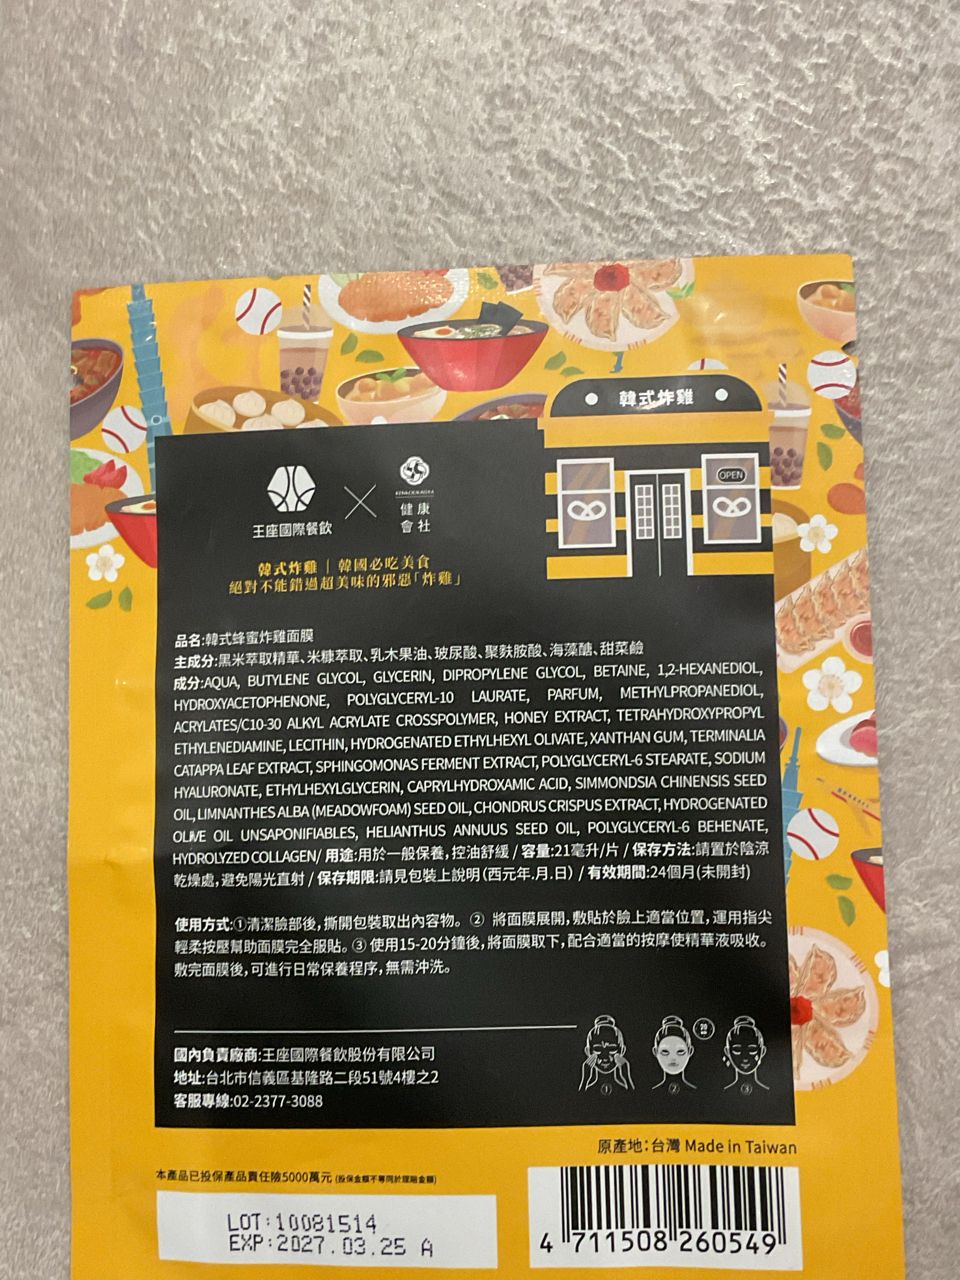 韓式炸雞
OPEN
王座國際餐飲
健康
會社
韓式炸雞｜韓國必吃美食
絕對不能錯過超美味的邪惡「炸雞」
品名:韓式蜂蜜炸雞面膜
主成分:黑米萃取精華、米糠萃取、乳木果油、玻尿酸、聚麩胺酸、海藻醣、甜菜鹼
成分:AQUA, BUTYLENE GLYCOL, GLYCERIN, DIPROPYLENE GLYCOL, BETAINE, 1,2-HEXANEDIOL,
HYDROXYACETOPHENONE, POLYGLYCERYL-10 LAURATE, PARFUM, METHYLPROPANEDIOL,
ACRYLATES/C10-30 ALKYL ACRYLATE CROSSPOLYMER, HONEY EXTRACT, TETRAHYDROXYPROPYL
ETHYLENEDIAMINE, LECITHIN, HYDROGENATED ETHYLHEXYL OLIVATE, XANTHAN GUM, TERMINALIA
CATAPPA LEAF EXTRACT, SPHINGOMONAS FERMENT EXTRACT, POLYGLYCERYL-6 STEARATE, SODIUM
HYALURONATE, ETHYLHEXYLGLYCERIN, CAPRYLHYDROXAMIC ACID, SIMMONDSIA CHINENSIS SEED
OIL, LIMNANTHES ALBA (MEADOWFOAM) SEED OIL, CHONDRUS CRISPUS EXTRACT, HYDROGENATED
OLIVE OIL UNSAPONIFIABLES, HELIANTHUS ANNUUS SEED OIL, POLYGLYCERYL-6 BEHENATE,
HYDROLYZED COLLAGEN/ 用途:用於一般保養,控油舒緩 / 容量:21毫升/片 / 保存方法:請置於陰涼
乾燥處,避免陽光直射 / 保存期限:請見包裝上說明(西元年.月.日) / 有效期間:24個月(未開封)
使用方式:①清潔臉部後,撕開包裝取出內容物。② 將面膜展開,敷貼於臉上適當位置,運用指尖
輕柔按壓幫助面膜完全服貼。③ 使用15-20分鐘後,將面膜取下,配合適當的按摩使精華液吸收。
敷完面膜後,可進行日常保養程序,無需沖洗。
① ② ③
國內負責廠商:王座國際餐飲股份有限公司
地址:台北市信義區基隆路二段51號4樓之2
客服專線:02-2377-3088
原產地:台灣 Made in Taiwan
本產品已投保產品責任險5000萬元 (投保金額不等同於理賠金額)
LOT:10081514
EXP:2027.03.25 A
4 711508 260549